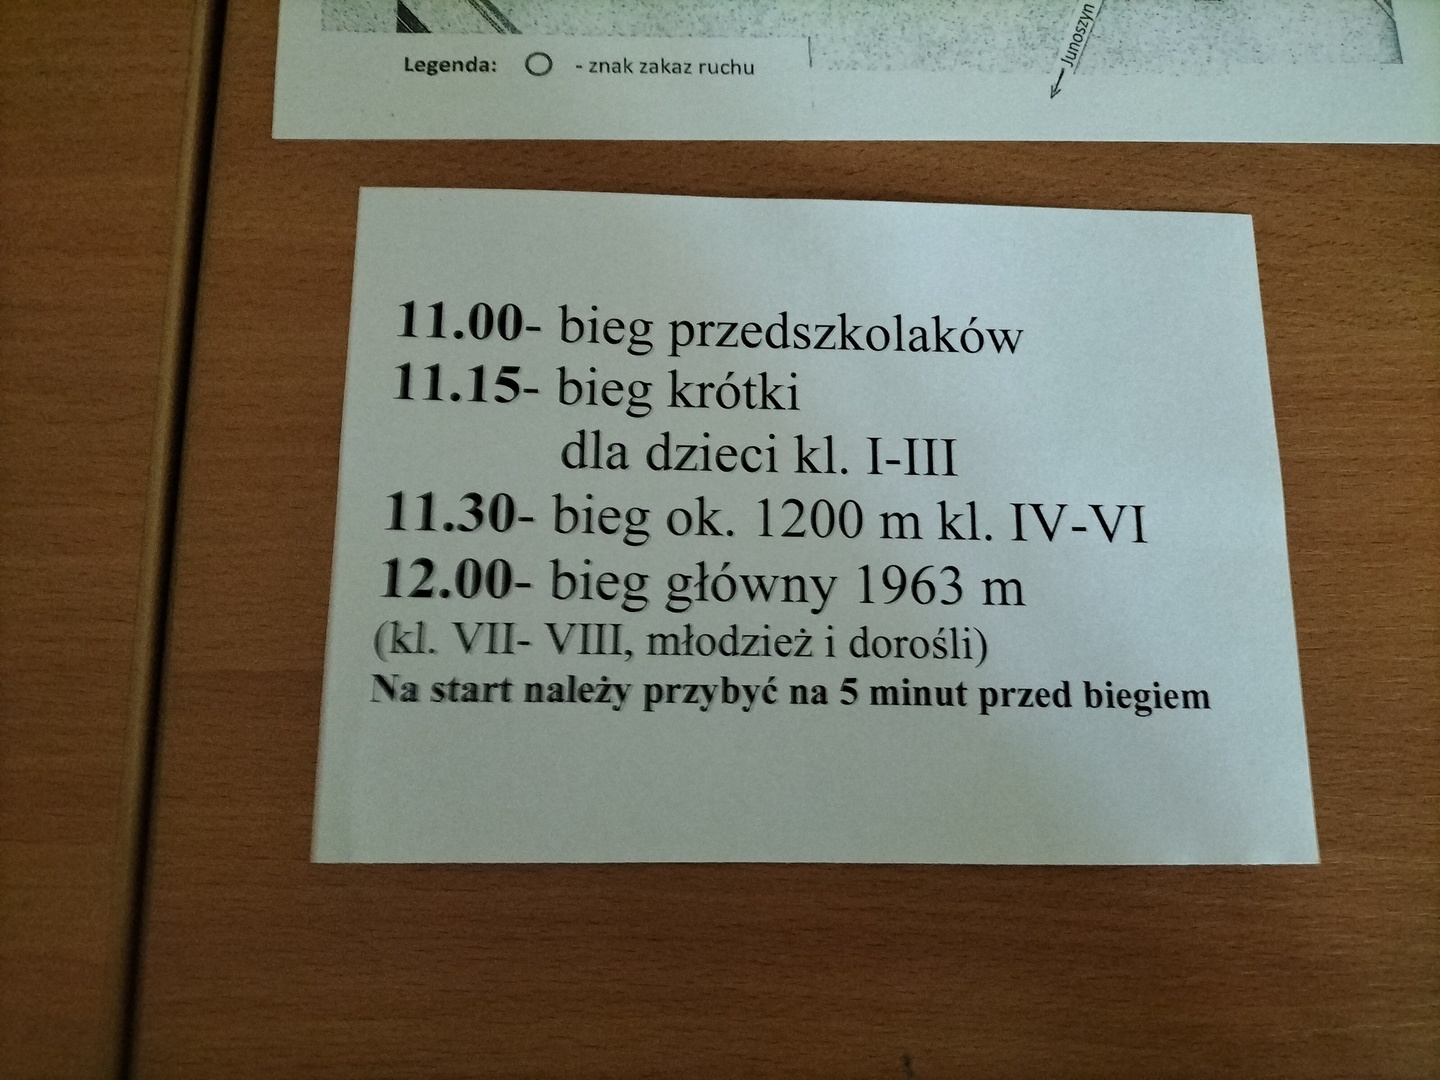 Legenda: O - znak zakaz ruchu
Junoszyn
11.00- bieg przedszkolaków
11.15- bieg krótki
dla dzieci kl. I-III
11.30- bieg ok. 1200 m kl. IV-VI
12.00- bieg główny 1963 m
(kl. VII- VIII, młodzież i dorośli)
Na start należy przybyć na 5 minut przed biegiem